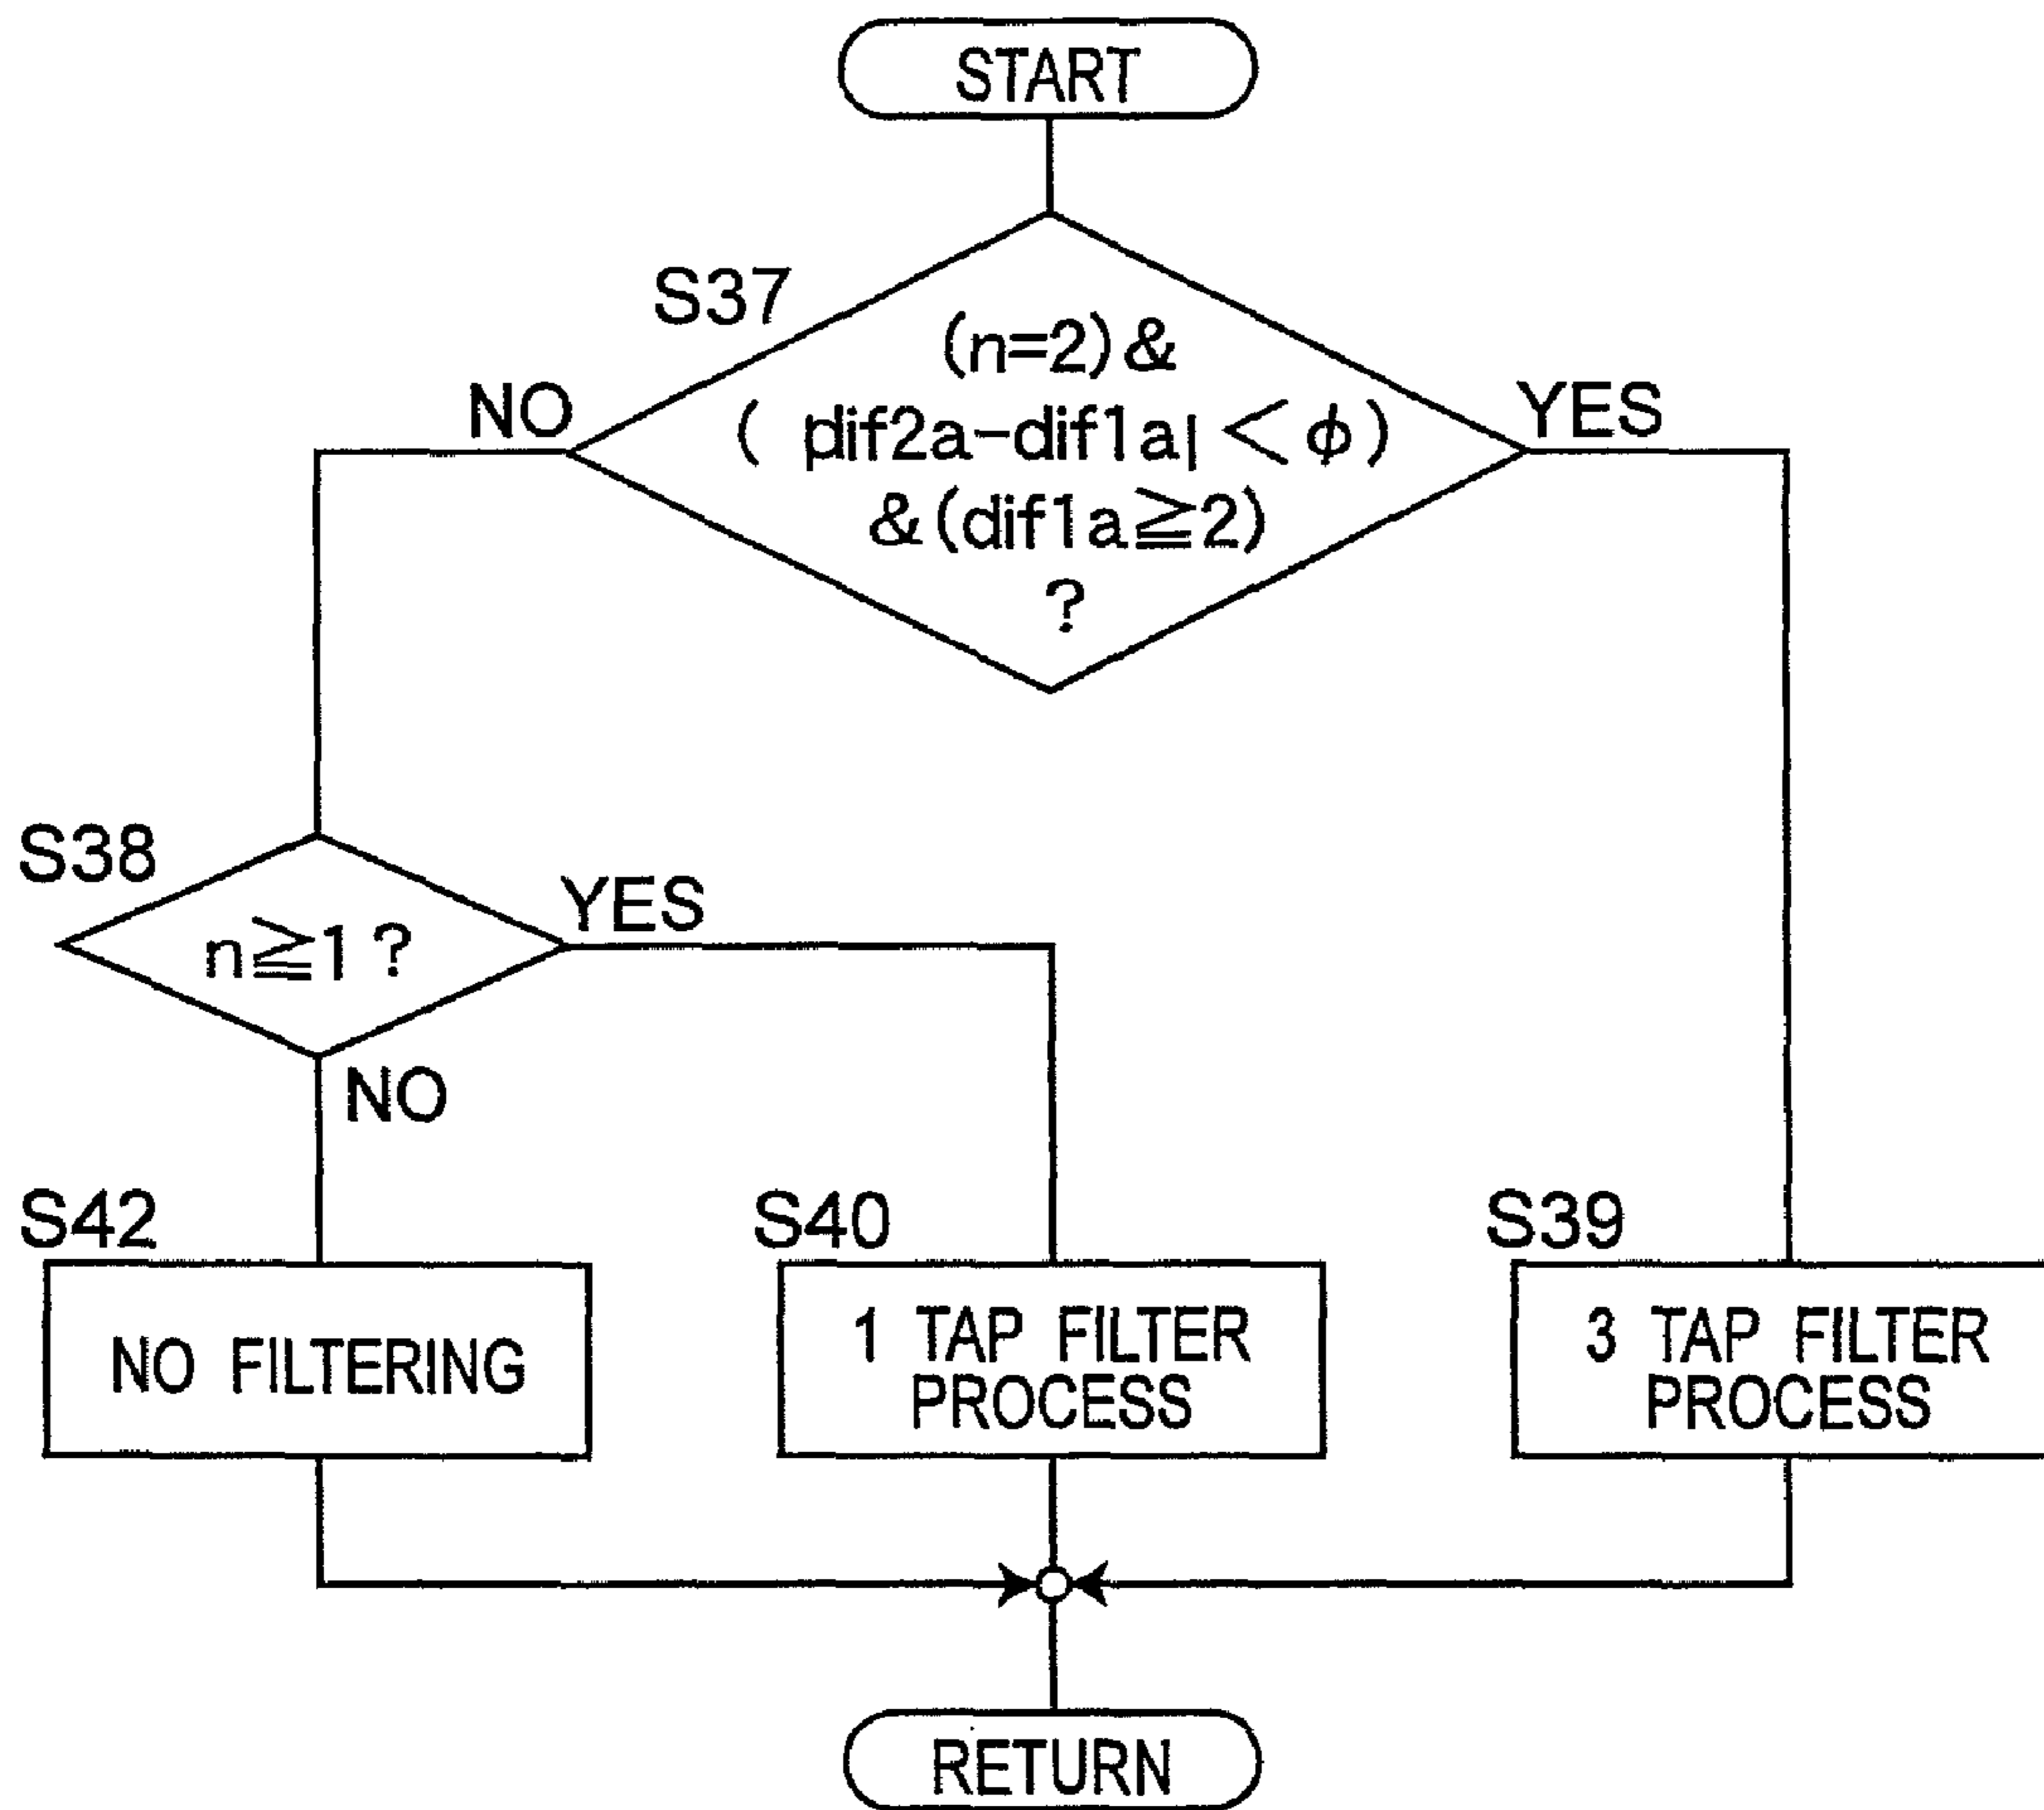 START
S37
(n=2)&
NO
( |dif2a-dif1a| < φ)
YES
&(dif1a≧2)
?
S38
YES
n≧1?
NO
S42
S40
S39
NO FILTERING
1 TAP FILTER
PROCESS
3 TAP FILTER
PROCESS
RETURN